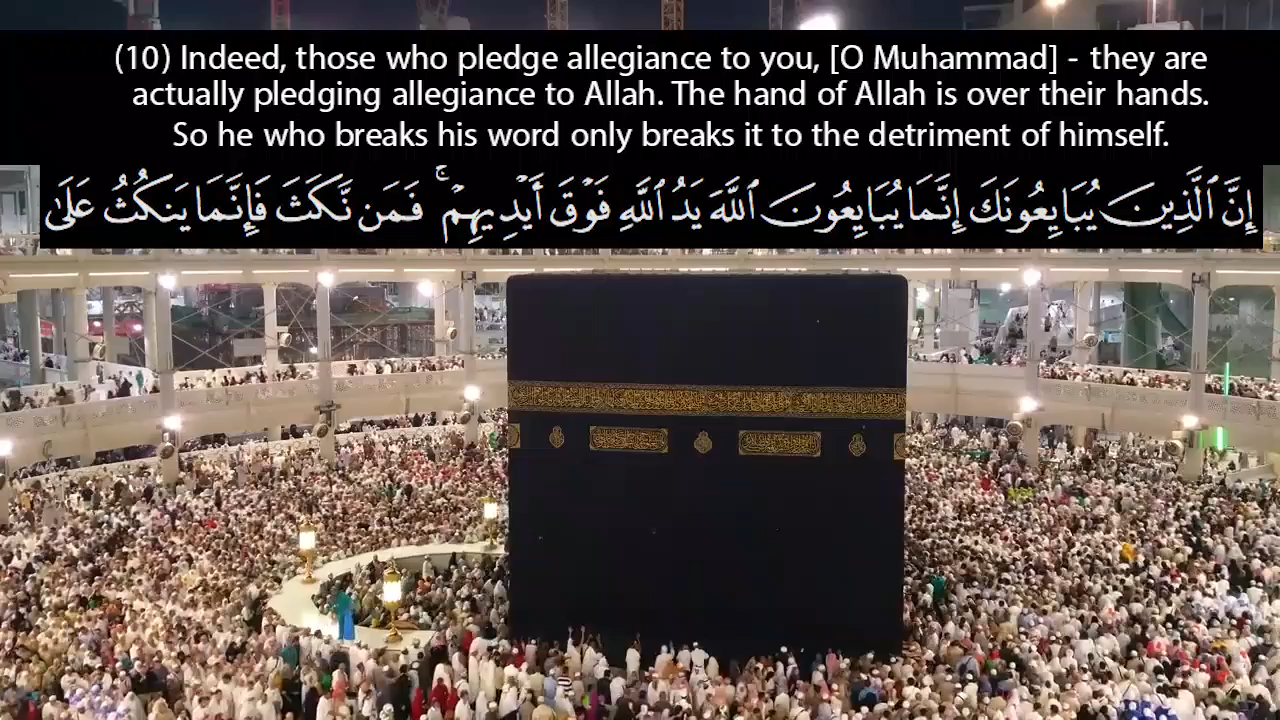 (10) Indeed, those who pledge allegiance to you, [O Muhammad] - they are
actually pledging allegiance to Allah. The hand of Allah is over their hands.
So he who breaks his word only breaks it to the detriment of himself.
إِنَّ ٱلَّذِينَ يُبَايِعُونَكَ إِنَّمَا يُبَايِعُونَ ٱللَّهَ يَدُ ٱللَّهِ فَوْقَ أَيْدِيهِمْ ۚ فَمَن نَّكَثَ فَإِنَّمَا يَنكُثُ عَلَىٰ